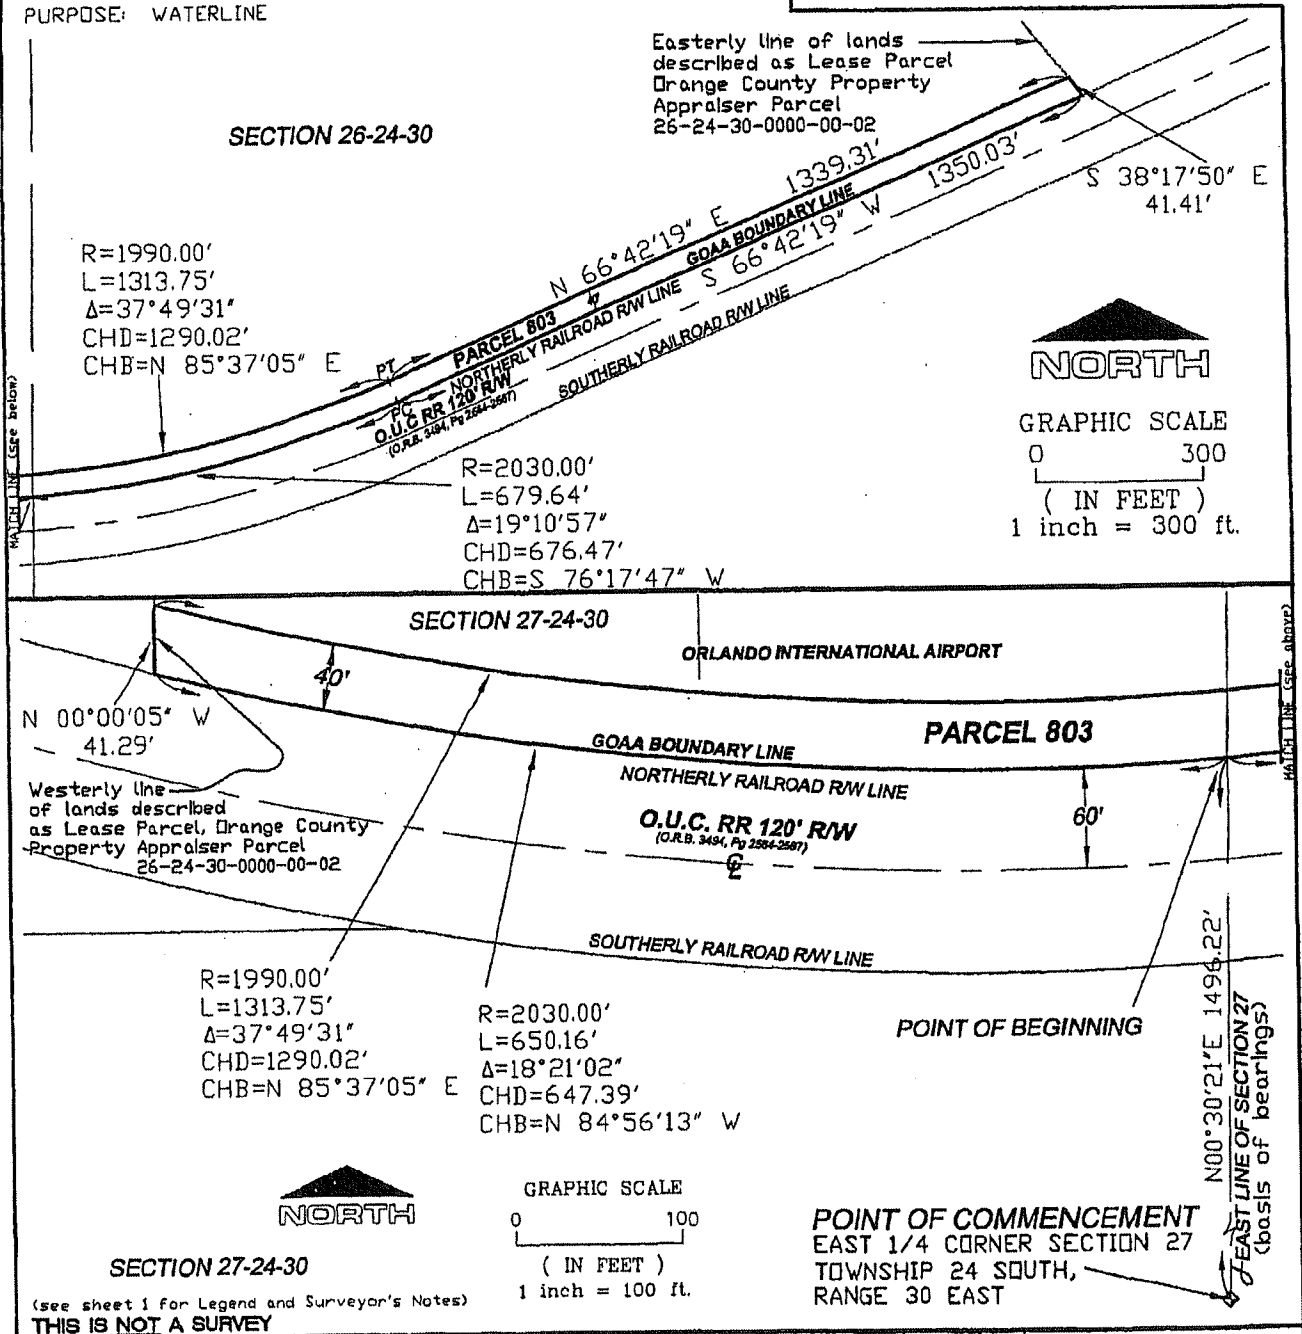 PURPOSE: WATERLINE
Easterly line of lands
described as Lease Parcel
Orange County Property
Appraiser Parcel
26-24-30-0000-00-02
SECTION 26-24-30
S 38°17'50" E
41.41'
1339.31'
1350.03'
N 66°42'19" E
GOAA BOUNDARY LINE
S 66°42'19" W
R=1990.00'
L=1313.75'
Δ=37°49'31"
CHD=1290.02'
CHB=N 85°37'05" E
PT
PARCEL 803
NORTHERLY RAILROAD R/W LINE
SOUTHERLY RAILROAD R/W LINE
PC
O.U.C RR 120' R/W
(O.R.B. 3494, Pg 2564-2567)
NORTH
GRAPHIC SCALE
0 300
( IN FEET )
1 inch = 300 ft.
MATCH LINE (see below)
R=2030.00'
L=679.64'
Δ=19°10'57"
CHD=676.47'
CHB=S 76°17'47" W
SECTION 27-24-30
ORLANDO INTERNATIONAL AIRPORT
MATCH LINE (see above)
40'
N 00°00'05" W
41.29'
GOAA BOUNDARY LINE
PARCEL 803
NORTHERLY RAILROAD R/W LINE
Westerly line
of lands described
as Lease Parcel, Orange County
Property Appraiser Parcel
26-24-30-0000-00-02
O.U.C. RR 120' R/W
(O.R.B. 3494, Pg 2564-2567)
60'
SOUTHERLY RAILROAD R/W LINE
R=1990.00'
L=1313.75'
Δ=37°49'31"
CHD=1290.02'
CHB=N 85°37'05" E
R=2030.00'
L=650.16'
Δ=18°21'02"
CHD=647.39'
CHB=N 84°56'13" W
POINT OF BEGINNING
N00°30'21"E 1496.22'
EAST LINE OF SECTION 27
(basis of bearings)
NORTH
GRAPHIC SCALE
0 100
( IN FEET )
1 inch = 100 ft.
POINT OF COMMENCEMENT
EAST 1/4 CORNER SECTION 27
TOWNSHIP 24 SOUTH,
RANGE 30 EAST
SECTION 27-24-30
(see sheet 1 for Legend and Surveyor's Notes)
THIS IS NOT A SURVEY